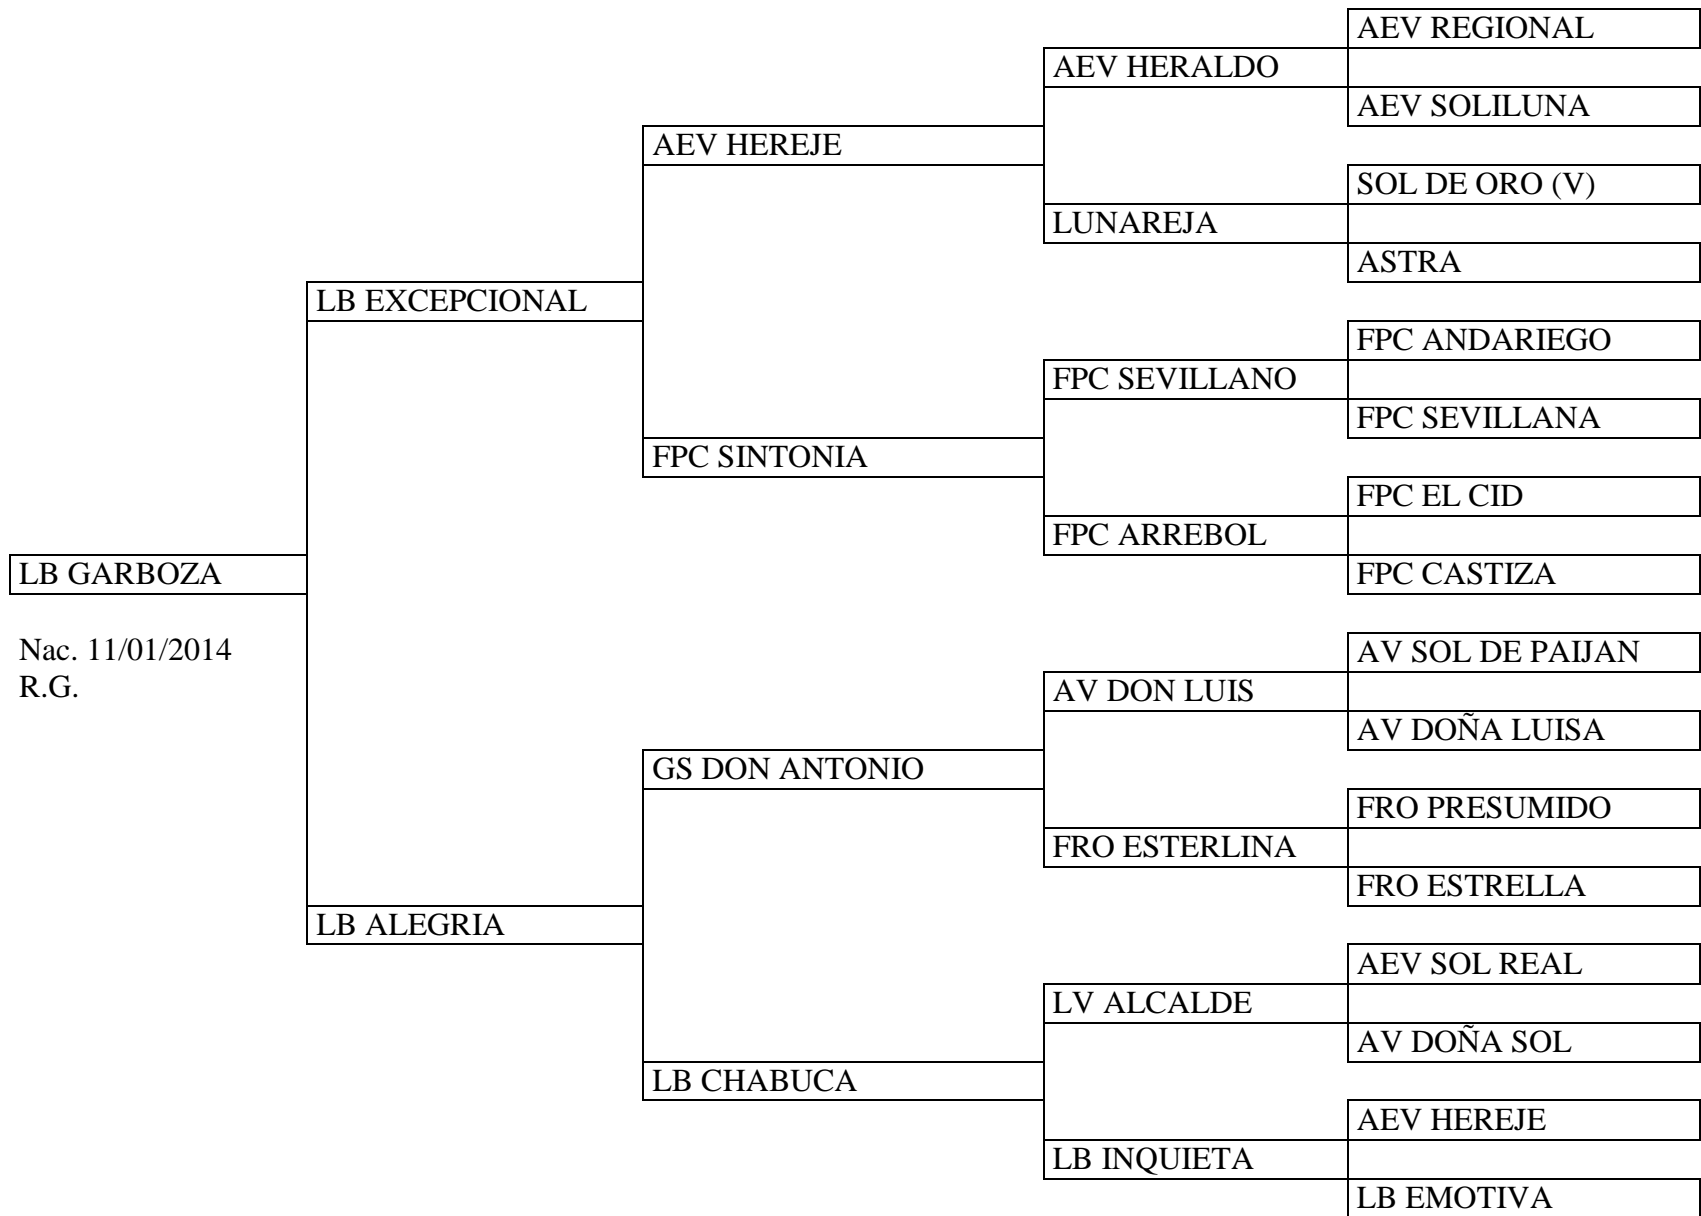 AEV REGIONAL
AEV HERALDO
AEV SOLILUNA
AEV HEREJE
SOL DE ORO (V)
LUNAREJA
ASTRA
LB EXCEPCIONAL
FPC ANDARIEGO
FPC SEVILLANO
FPC SEVILLANA
FPC SINTONIA
FPC EL CID
FPC ARREBOL
LB GARBOZA
FPC CASTIZA
Nac. 11/01/2014
R.G.
AV SOL DE PAIJAN
AV DON LUIS
AV DOÑA LUISA
GS DON ANTONIO
FRO PRESUMIDO
FRO ESTERLINA
FRO ESTRELLA
LB ALEGRIA
AEV SOL REAL
LV ALCALDE
AV DOÑA SOL
LB CHABUCA
AEV HEREJE
LB INQUIETA
LB EMOTIVA